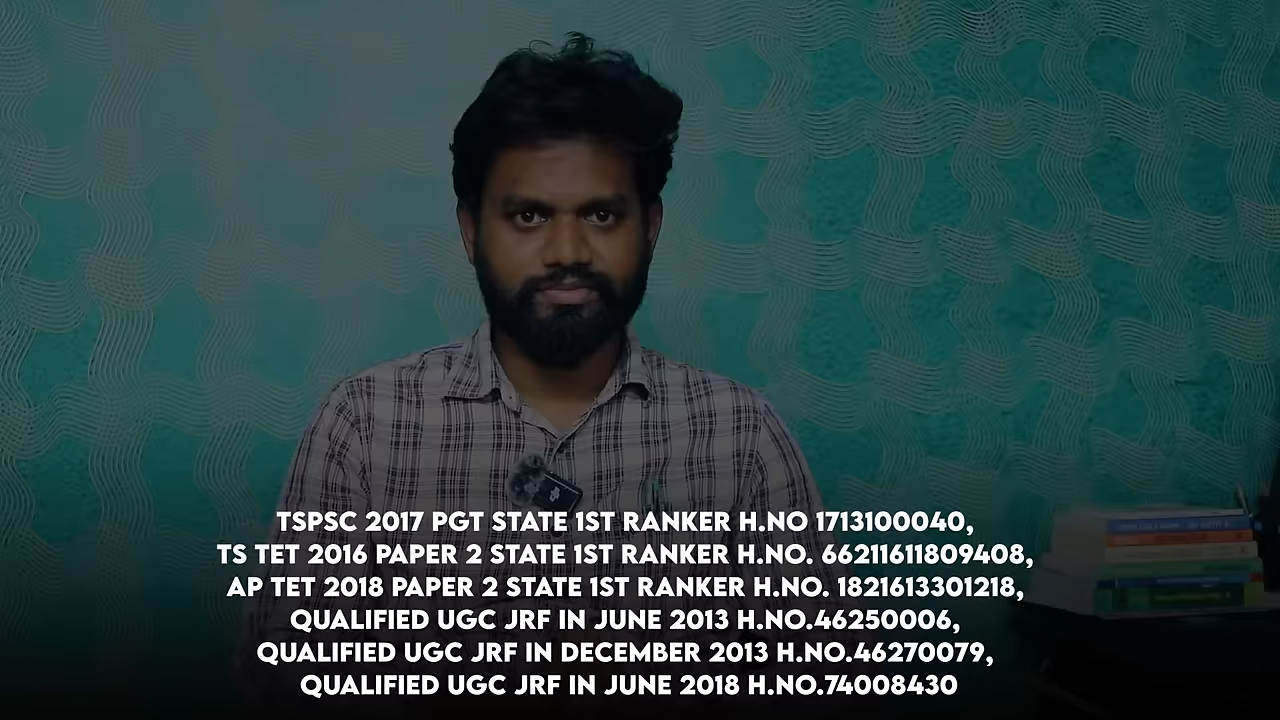 TSPSC 2017 PGT STATE 1ST RANKER H.NO 1713100040,
TS TET 2016 PAPER 2 STATE 1ST RANKER H.NO. 66211611809408,
AP TET 2018 PAPER 2 STATE 1ST RANKER H.NO. 1821613301218,
QUALIFIED UGC JRF IN JUNE 2013 H.NO.46250006,
QUALIFIED UGC JRF IN DECEMBER 2013 H.NO.46270079,
QUALIFIED UGC JRF IN JUNE 2018 H.NO.74008430